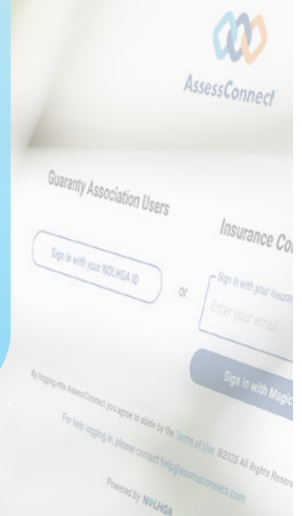 AssessConnect
Guaranty Association Users
Sign in with your NOLHGA ID
or
Insurance Co
Sign in with your Insuran
Enter your email
Sign in with Magic
By logging into AssessConnect you agree to abide by the Terms of Use. ©2025 All Rights Reserv
For help logging in, please contact help@assessconnect.com
Powered by NOLHGA